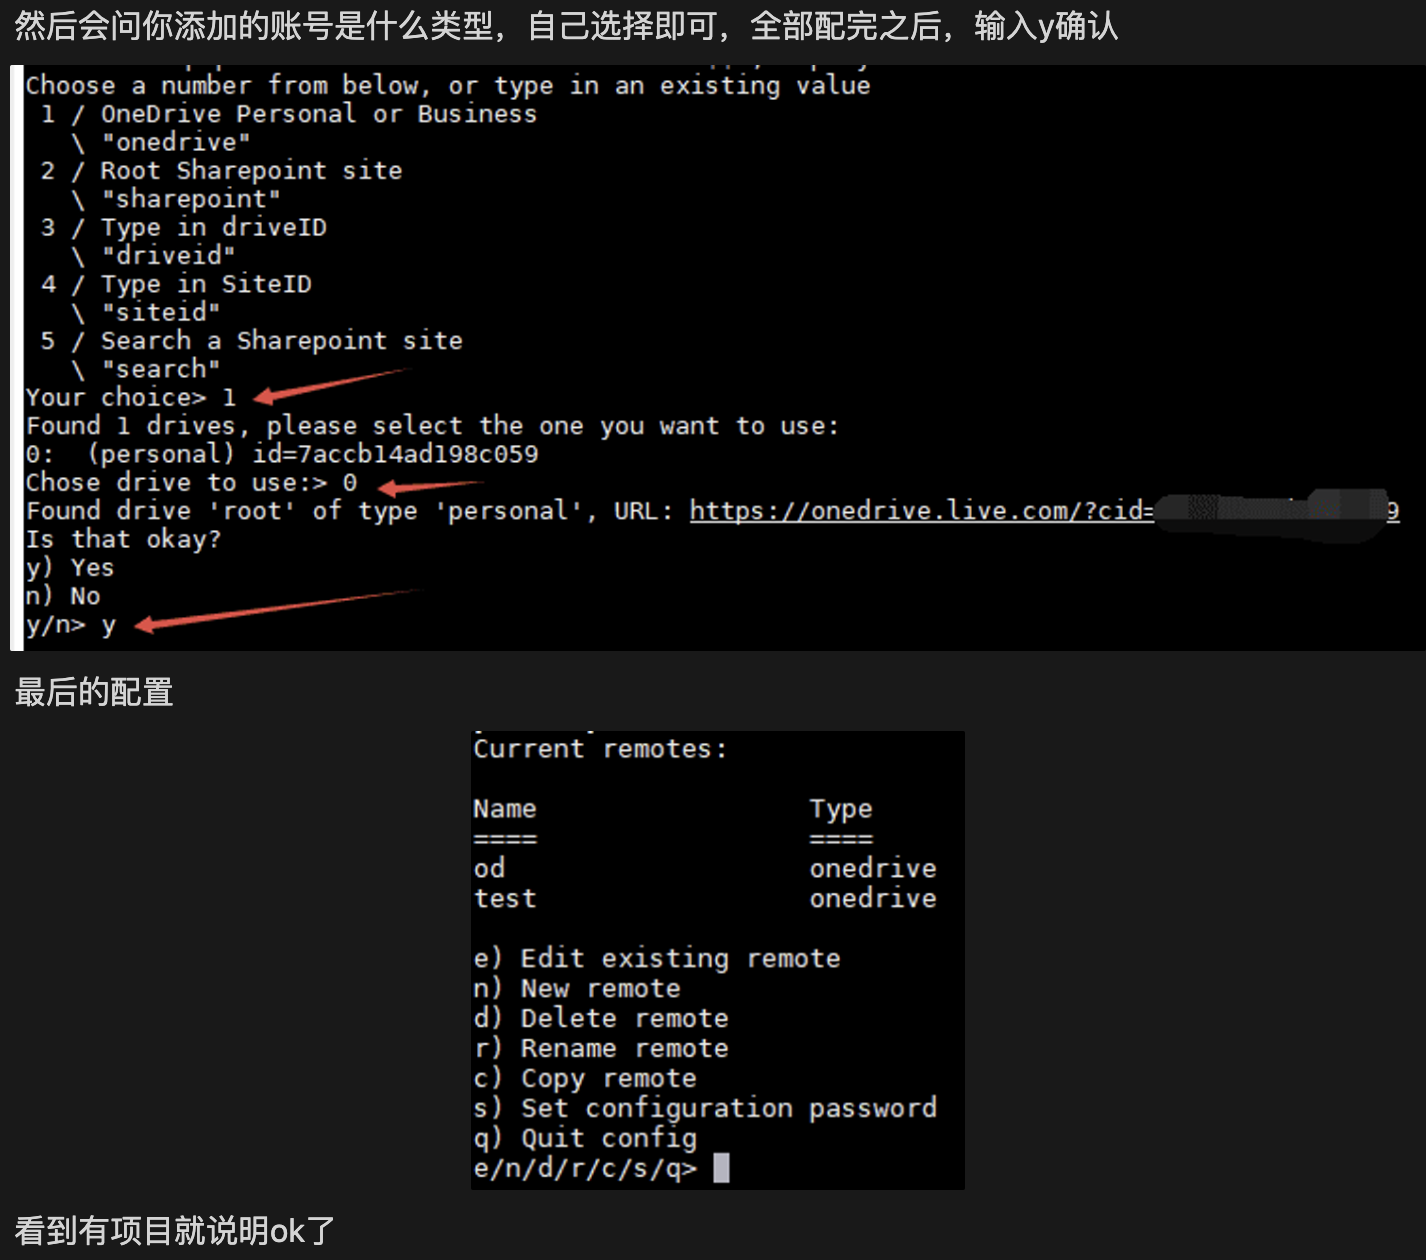 然后会问你添加的账号是什么类型，自己选择即可，全部配完之后，输入y确认
Choose a number from below, or type in an existing value
1 / OneDrive Personal or Business
\ "onedrive"
2 / Root Sharepoint site
\ "sharepoint"
3 / Type in driveID
\ "driveid"
4 / Type in SiteID
\ "siteid"
5 / Search a Sharepoint site
\ "search"
Your choice> 1
Found 1 drives, please select the one you want to use:
0: (personal) id=7accb14ad198c059
Chose drive to use:> 0
Found drive 'root' of type 'personal', URL: https://onedrive.live.com/?cid= 9
Is that okay?
y) Yes
n) No
y/n> y
最后的配置
Current remotes:
Name Type
==== ====
od onedrive
test onedrive
e) Edit existing remote
n) New remote
d) Delete remote
r) Rename remote
c) Copy remote
s) Set configuration password
q) Quit config
e/n/d/r/c/s/q>
看到有项目就说明ok了